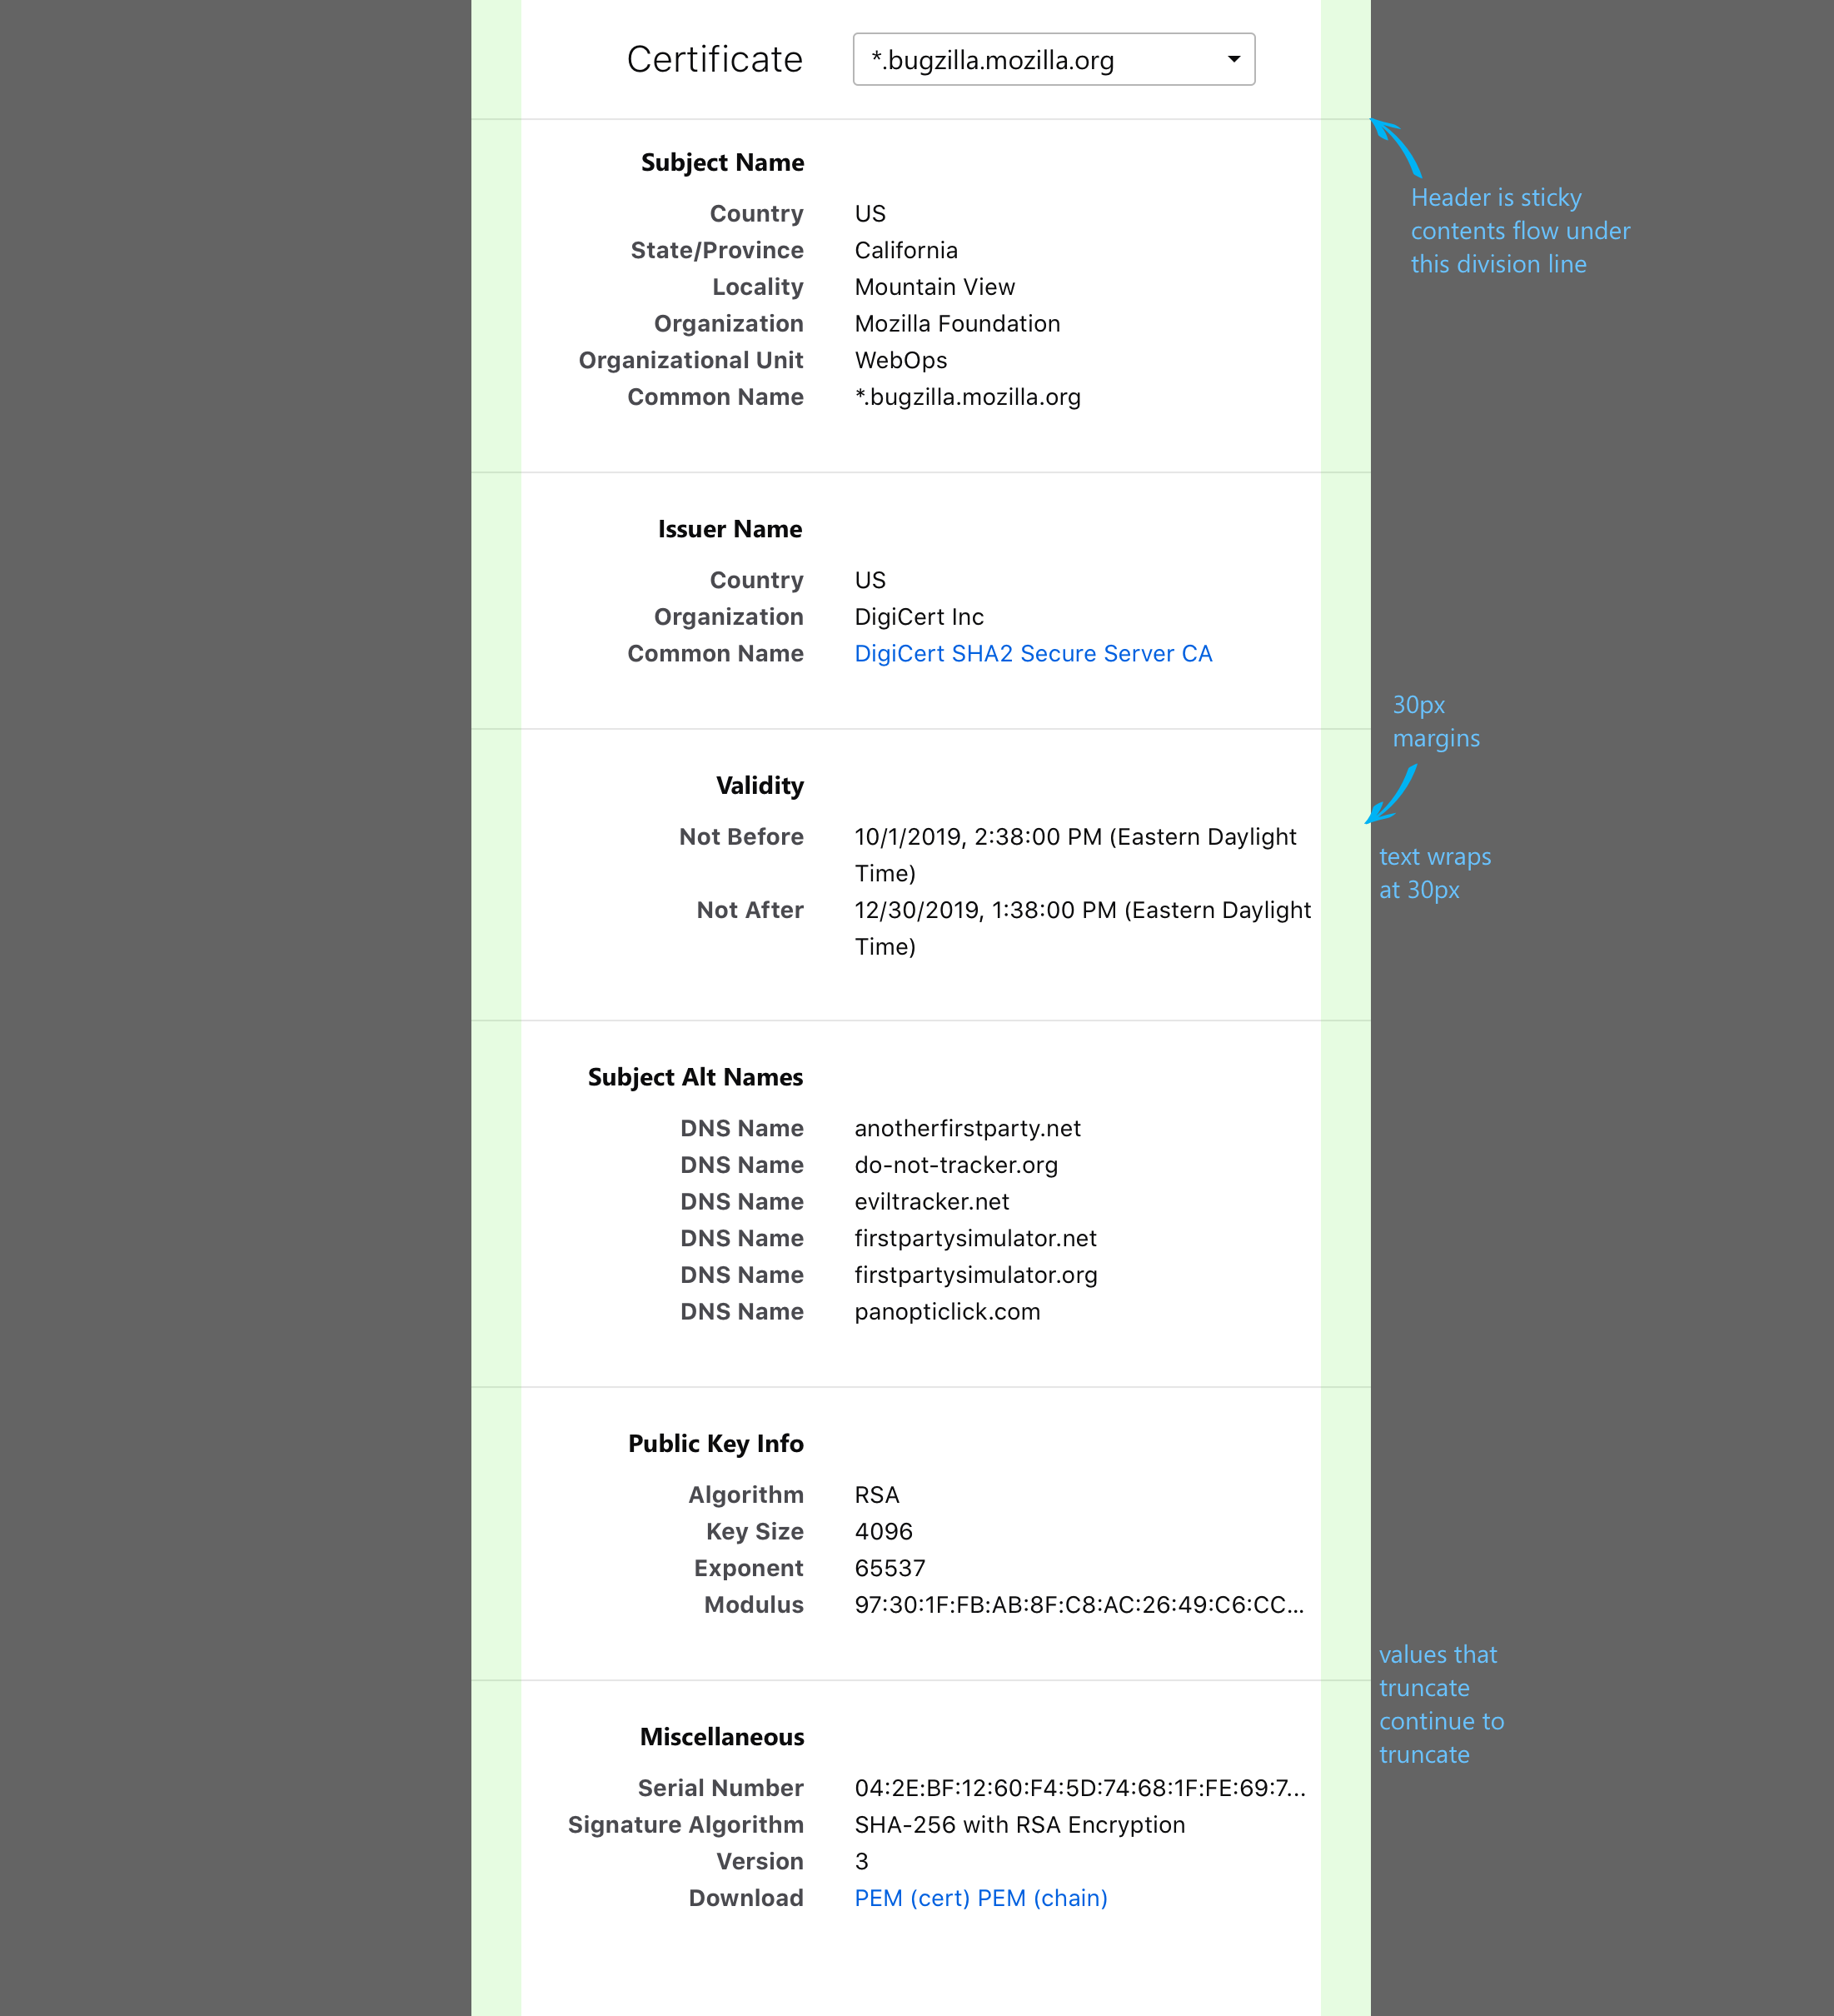 Certificate *.bugzilla.mozilla.org
Header is sticky
contents flow under
this division line
Subject Name
Country US
State/Province California
Locality Mountain View
Organization Mozilla Foundation
Organizational Unit WebOps
Common Name *.bugzilla.mozilla.org
Issuer Name
Country US
Organization DigiCert Inc
Common Name DigiCert SHA2 Secure Server CA
30px
margins
text wraps
at 30px
Validity
Not Before 10/1/2019, 2:38:00 PM (Eastern Daylight
Time)
Not After 12/30/2019, 1:38:00 PM (Eastern Daylight
Time)
Subject Alt Names
DNS Name anotherfirstparty.net
DNS Name do-not-tracker.org
DNS Name eviltracker.net
DNS Name firstpartysimulator.net
DNS Name firstpartysimulator.org
DNS Name panopticlick.com
Public Key Info
Algorithm RSA
Key Size 4096
Exponent 65537
Modulus 97:30:1F:FB:AB:8F:C8:AC:26:49:C6:CC...
values that
truncate
continue to
truncate
Miscellaneous
Serial Number 04:2E:BF:12:60:F4:5D:74:68:1F:FE:69:7...
Signature Algorithm SHA-256 with RSA Encryption
Version 3
Download PEM (cert) PEM (chain)